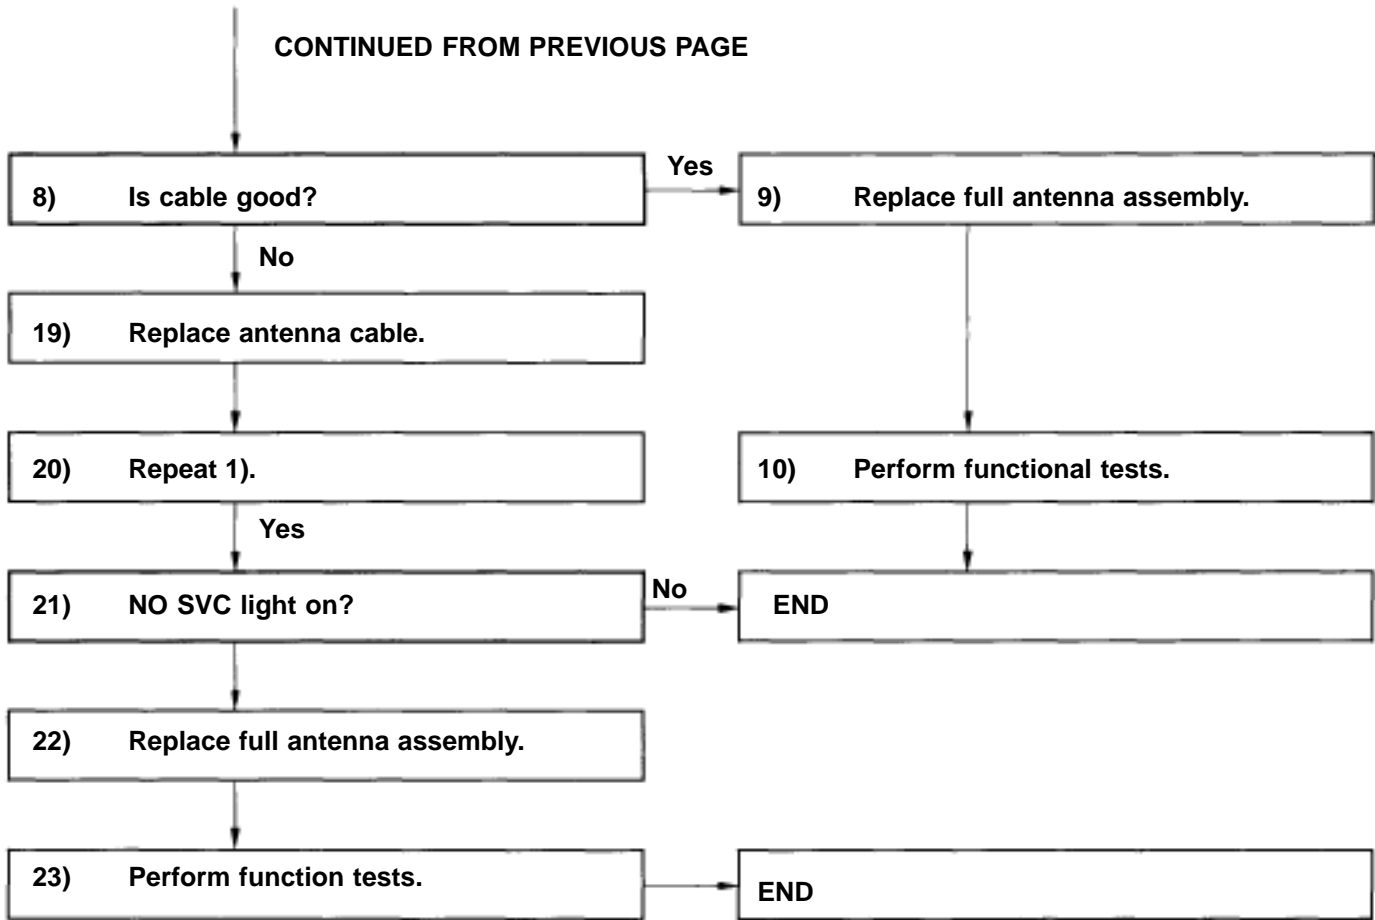 CONTINUED FROM PREVIOUS PAGE
8) Is cable good?
Yes
9) Replace full antenna assembly.
No
19) Replace antenna cable.
20) Repeat 1).
10) Perform functional tests.
Yes
21) NO SVC light on?
No
END
22) Replace full antenna assembly.
23) Perform function tests.
END